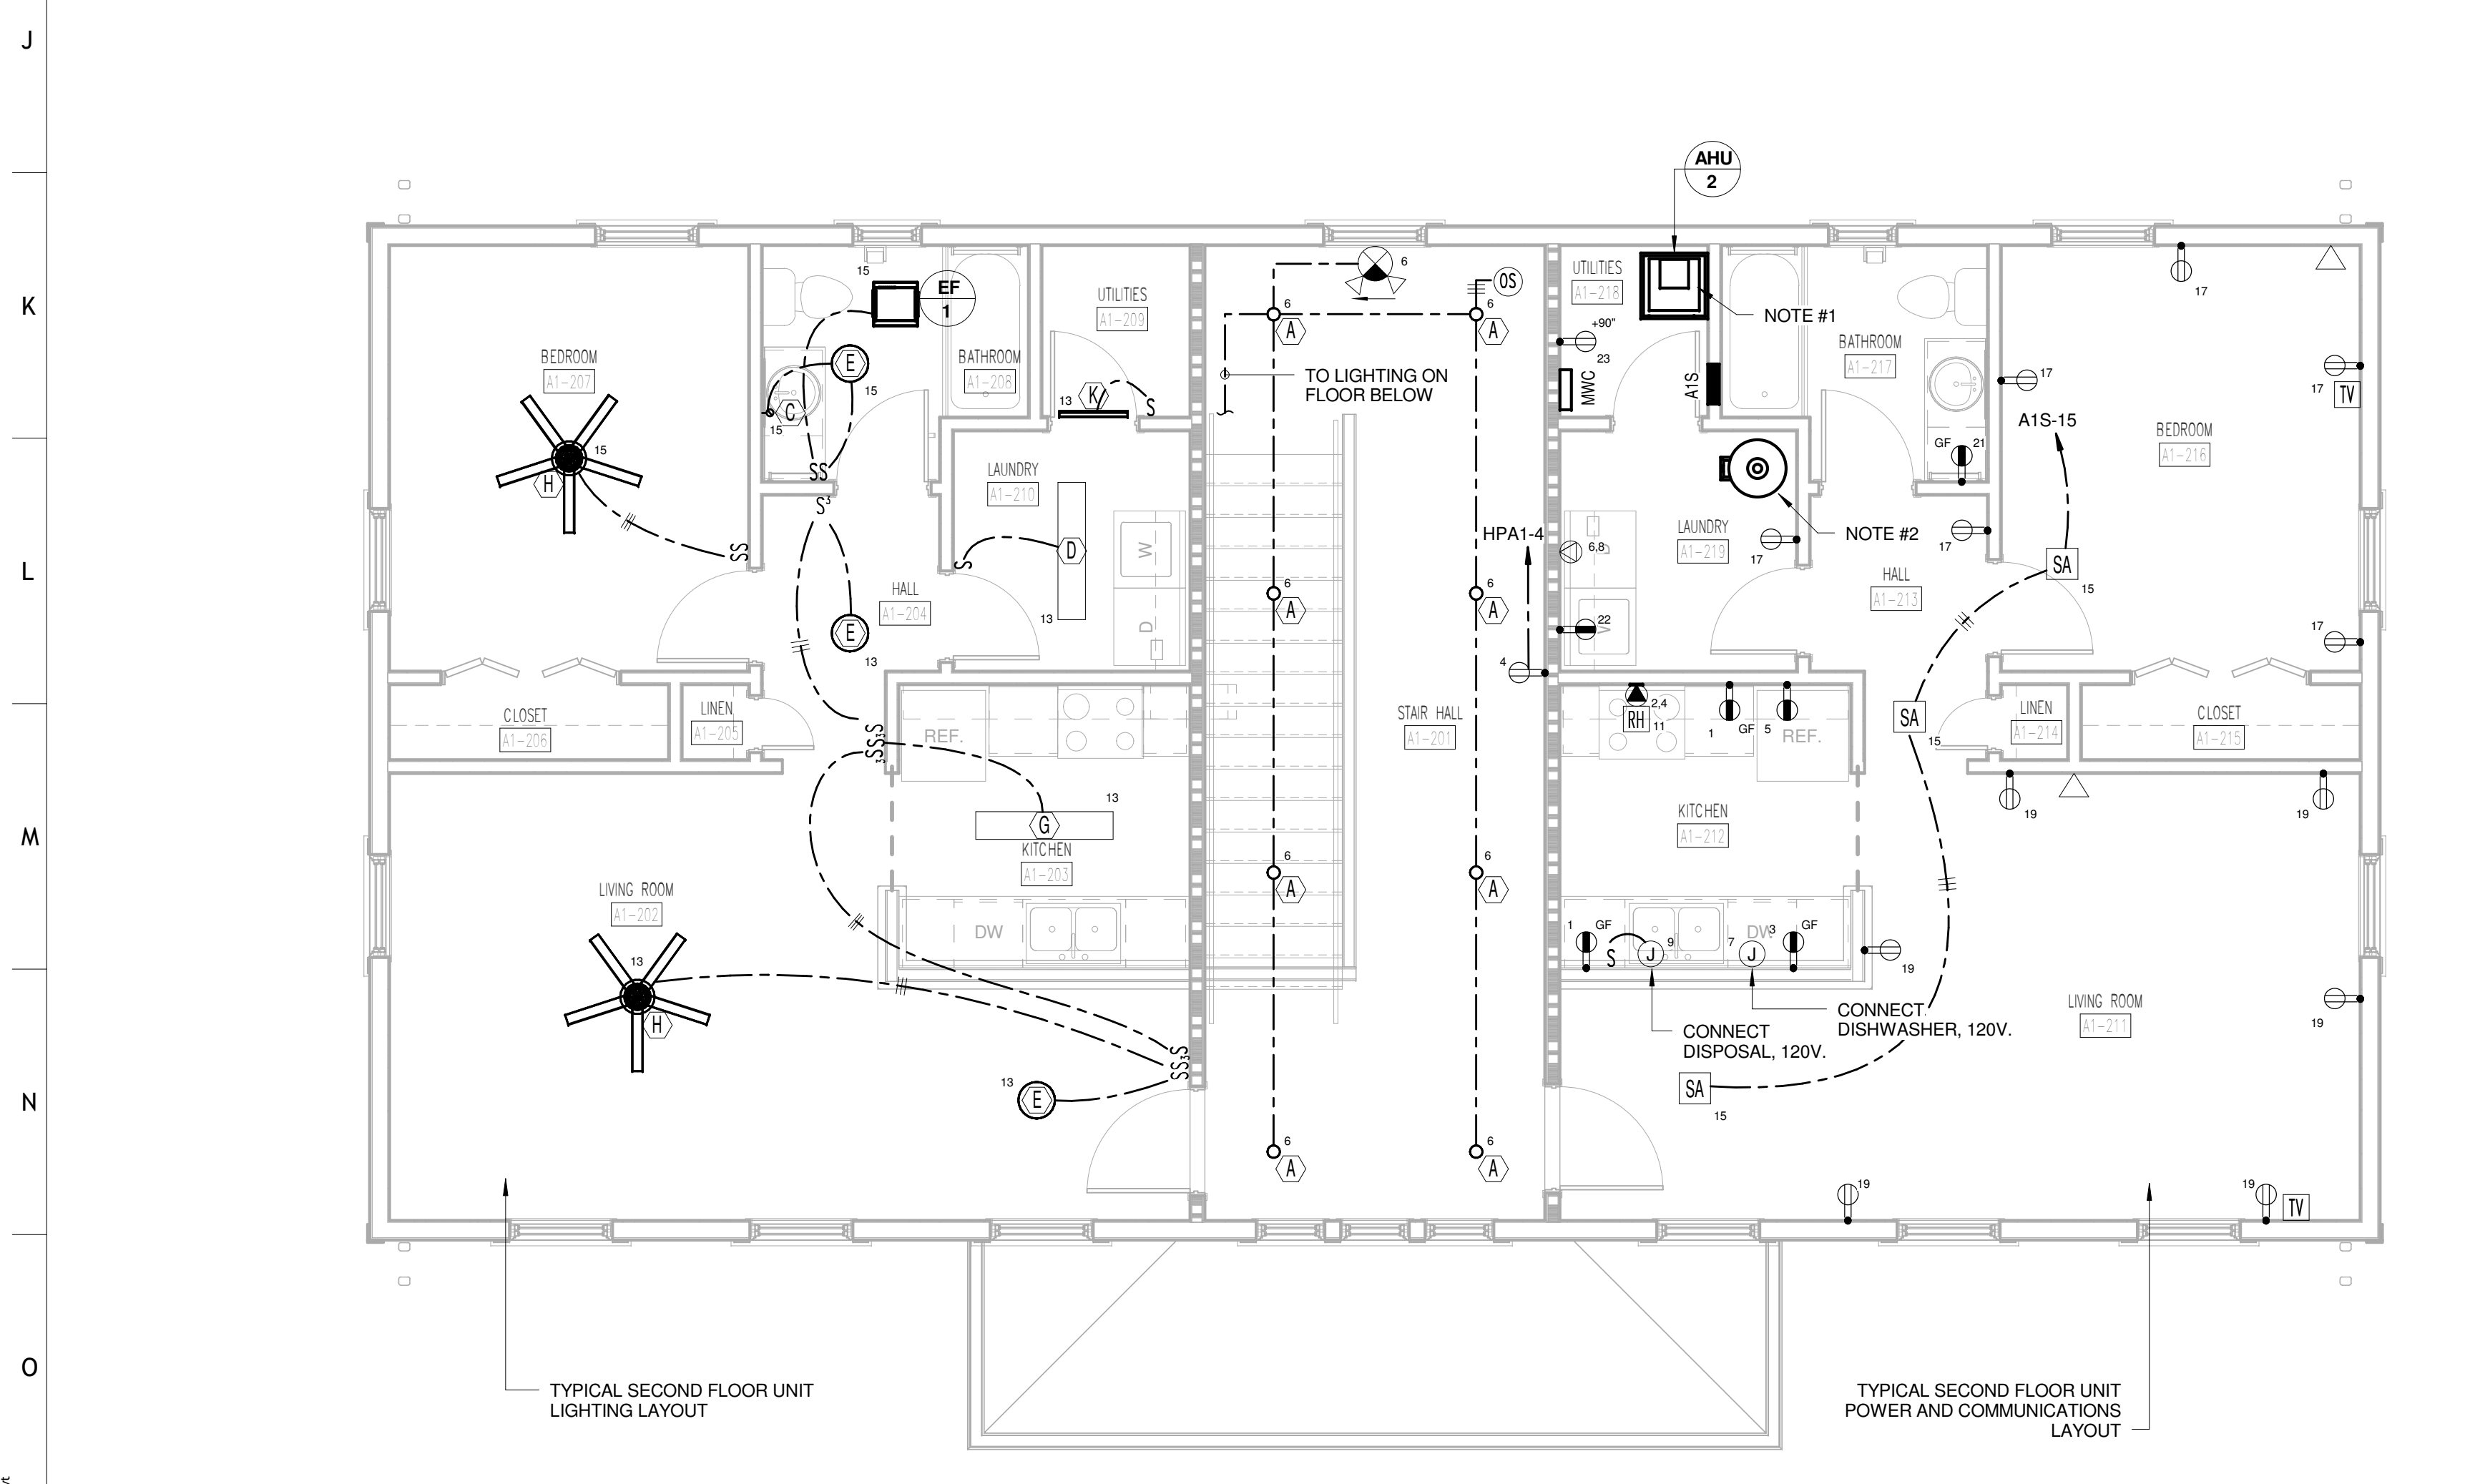 J
K
L
M
N
O
AHU
2
15
EF
1
UTILITIES
A1-209
BEDROOM
A1-207
E
BATHROOM
A1-208
15
C
15
13
K
S
15
H
SS
SS
S3
LAUNDRY
A1-210
D
S
W
D
13
HALL
A1-204
E
13
CLOSET
A1-206
LINEN
A1-205
SS3S
3
REF.
13
G
KITCHEN
A1-203
DW
LIVING ROOM
A1-202
13
H
SS3S
13
E
6
OS
6
A
6
A
TO LIGHTING ON
FLOOR BELOW
6
A
6
A
HPA1-4
4
STAIR HALL
A1-201
6
A
6
A
6
A
6
A
UTILITIES
A1-218
NOTE #1
+90"
23
MWC
A1S
BATHROOM
A1-217
GF
21
17
17
17
TV
A1S-15
BEDROOM
A1-216
LAUNDRY
A1-219
NOTE #2
6,8
D
22
17
17
HALL
A1-213
SA
15
17
2,4
RH
11
1
GF
5
REF.
SA
15
LINEN
A1-214
CLOSET
A1-215
KITCHEN
A1-212
19
19
1
GF
S
J
9
7
J
DW
3
GF
19
19
CONNECT
DISPOSAL, 120V.
CONNECT
DISHWASHER, 120V.
LIVING ROOM
A1-211
SA
15
19
19
TV
TYPICAL SECOND FLOOR UNIT
LIGHTING LAYOUT
TYPICAL SECOND FLOOR UNIT
POWER AND COMMUNICATIONS
LAYOUT